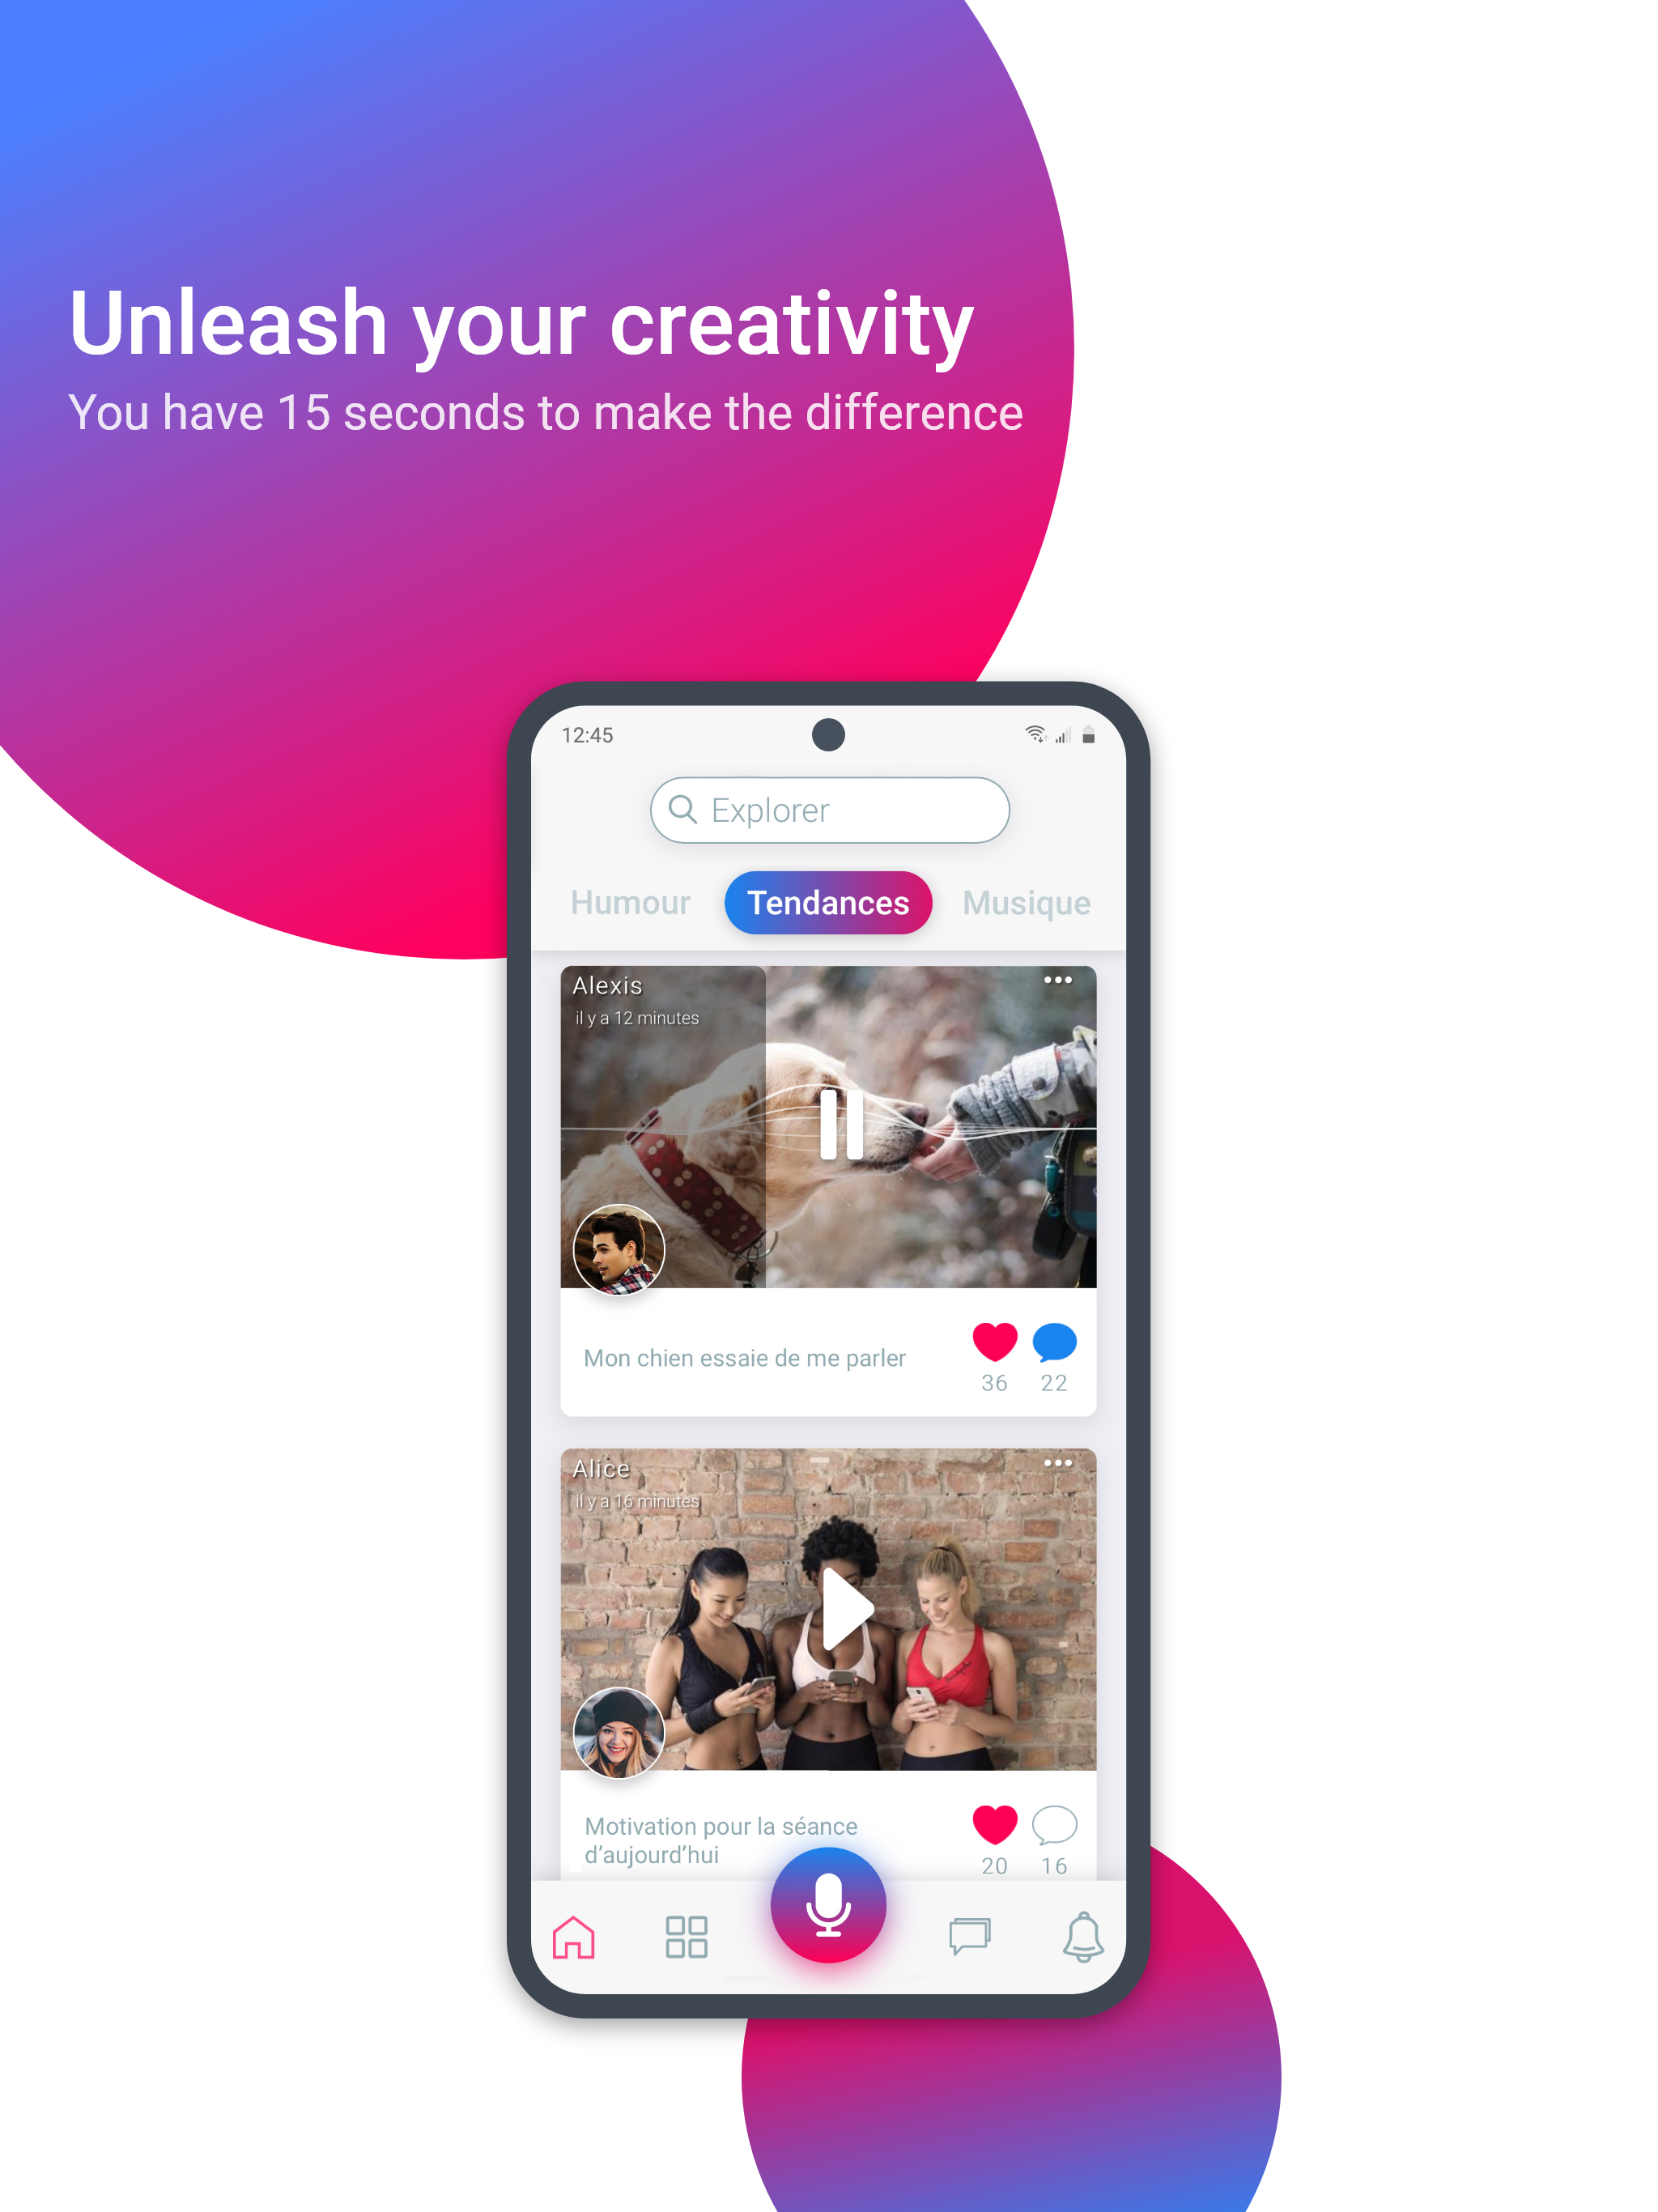 Unleash your creativity
You have 15 seconds to make the difference
12:45
Explorer
Humour Tendances Musique
Alexis
il y a 12 minutes
Mon chien essaie de me parler
36 22
Alice
il y a 16 minutes
Motivation pour la séance
d'aujourd'hui
20 16